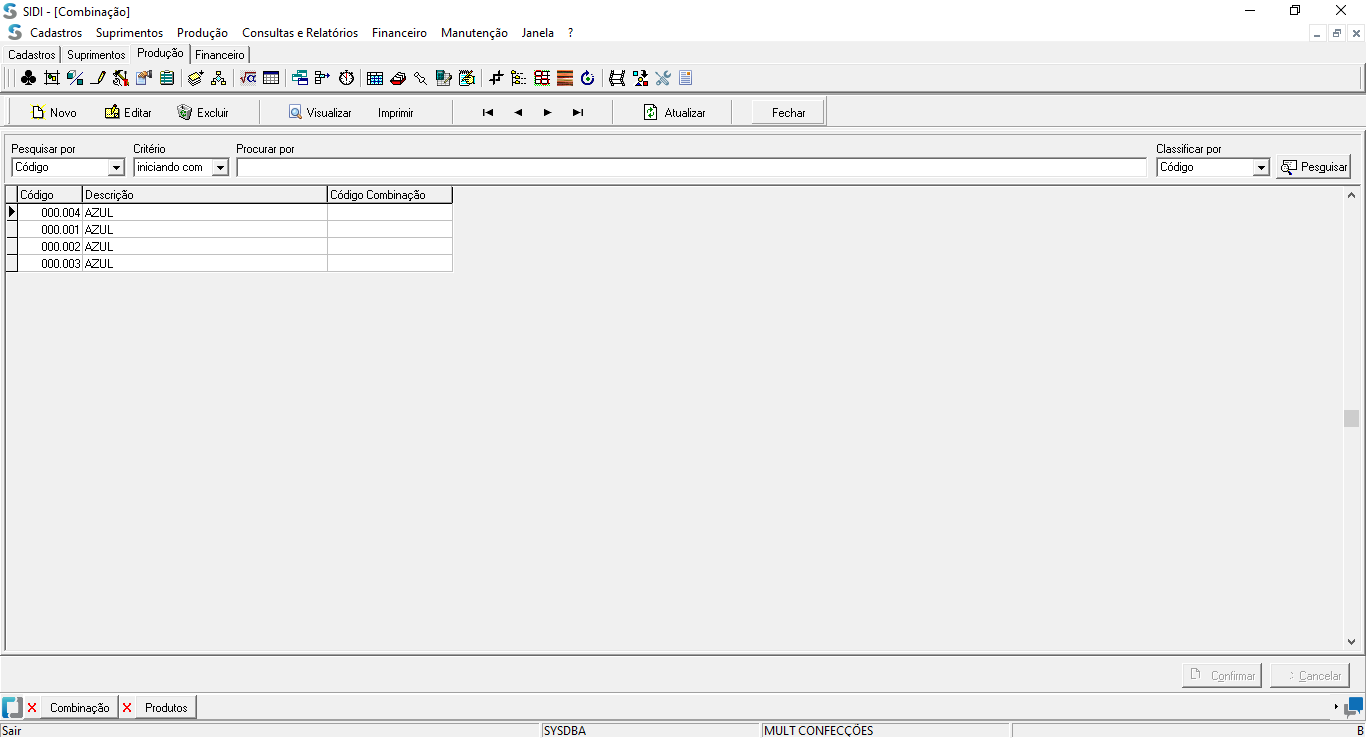 SIDI - [Combinação]
Cadastros Suprimentos Produção Consultas e Relatórios Financeiro Manutenção Janela ?
Cadastros Suprimentos Produção Financeiro
Novo Editar Excluir Visualizar Imprimir Atualizar Fechar
Pesquisar por Critério Procurar por Classificar por
Código iniciando com Código Pesquisar
Código Descrição Código Combinação
000.004 AZUL
000.001 AZUL
000.002 AZUL
000.003 AZUL
Confirmar Cancelar
Combinação Produtos
Sair SYSDBA MULT CONFECÇÕES B